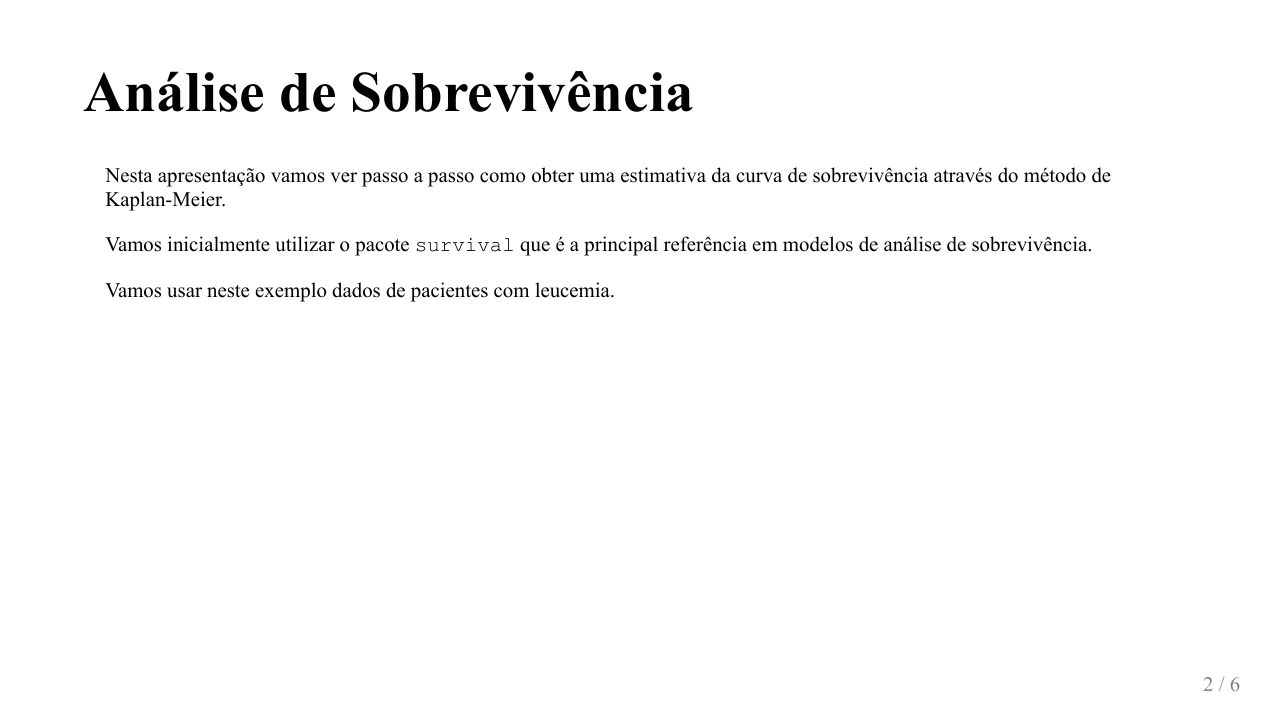 Análise de Sobrevivência
Nesta apresentação vamos ver passo a passo como obter uma estimativa da curva de sobrevivência através do método de
Kaplan-Meier.
Vamos inicialmente utilizar o pacote survival que é a principal referência em modelos de análise de sobrevivência.
Vamos usar neste exemplo dados de pacientes com leucemia.
2 / 6